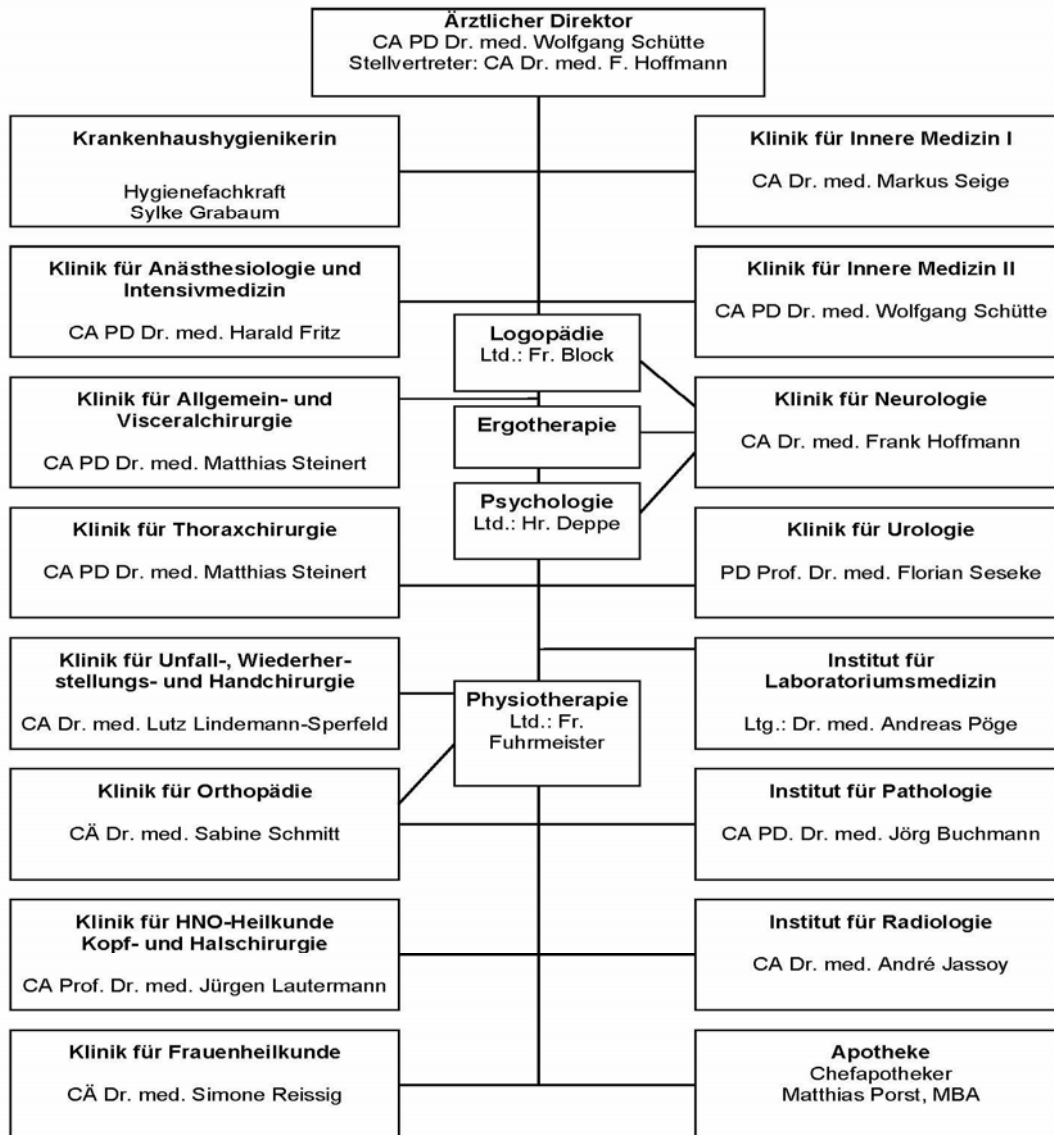 Ärztlicher Direktor
CA PD Dr. med. Wolfgang Schütte
Stellvertreter: CA Dr. med. F. Hoffmann
Krankenhaushygienikerin
Hygienefachkraft
Sylke Grabaum
Klinik für Innere Medizin I
CA Dr. med. Markus Seige
Klinik für Anästhesiologie und
Intensivmedizin
CA PD Dr. med. Harald Fritz
Klinik für Innere Medizin II
CA PD Dr. med. Wolfgang Schütte
Logopädie
Ltd.: Fr. Block
Klinik für Allgemein- und
Visceralchirurgie
CA PD Dr. med. Matthias Steinert
Ergotherapie
Klinik für Neurologie
CA Dr. med. Frank Hoffmann
Psychologie
Ltd.: Hr. Deppe
Klinik für Thoraxchirurgie
CA PD Dr. med. Matthias Steinert
Klinik für Urologie
PD Prof. Dr. med. Florian Seseke
Klinik für Unfall-, Wiederher-
stellungs- und Handchirurgie
CA Dr. med. Lutz Lindemann-Sperfeld
Physiotherapie
Ltd.: Fr.
Fuhrmeister
Institut für
Laboratoriumsmedizin
Ltg.: Dr. med. Andreas Pöge
Klinik für Orthopädie
CÄ Dr. med. Sabine Schmitt
Institut für Pathologie
CA PD. Dr. med. Jörg Buchmann
Klinik für HNO-Heilkunde
Kopf- und Halschirurgie
CA Prof. Dr. med. Jürgen Lautermann
Institut für Radiologie
CA Dr. med. André Jassoy
Klinik für Frauenheilkunde
CÄ Dr. med. Simone Reissig
Apotheke
Chefapotheker
Matthias Porst, MBA